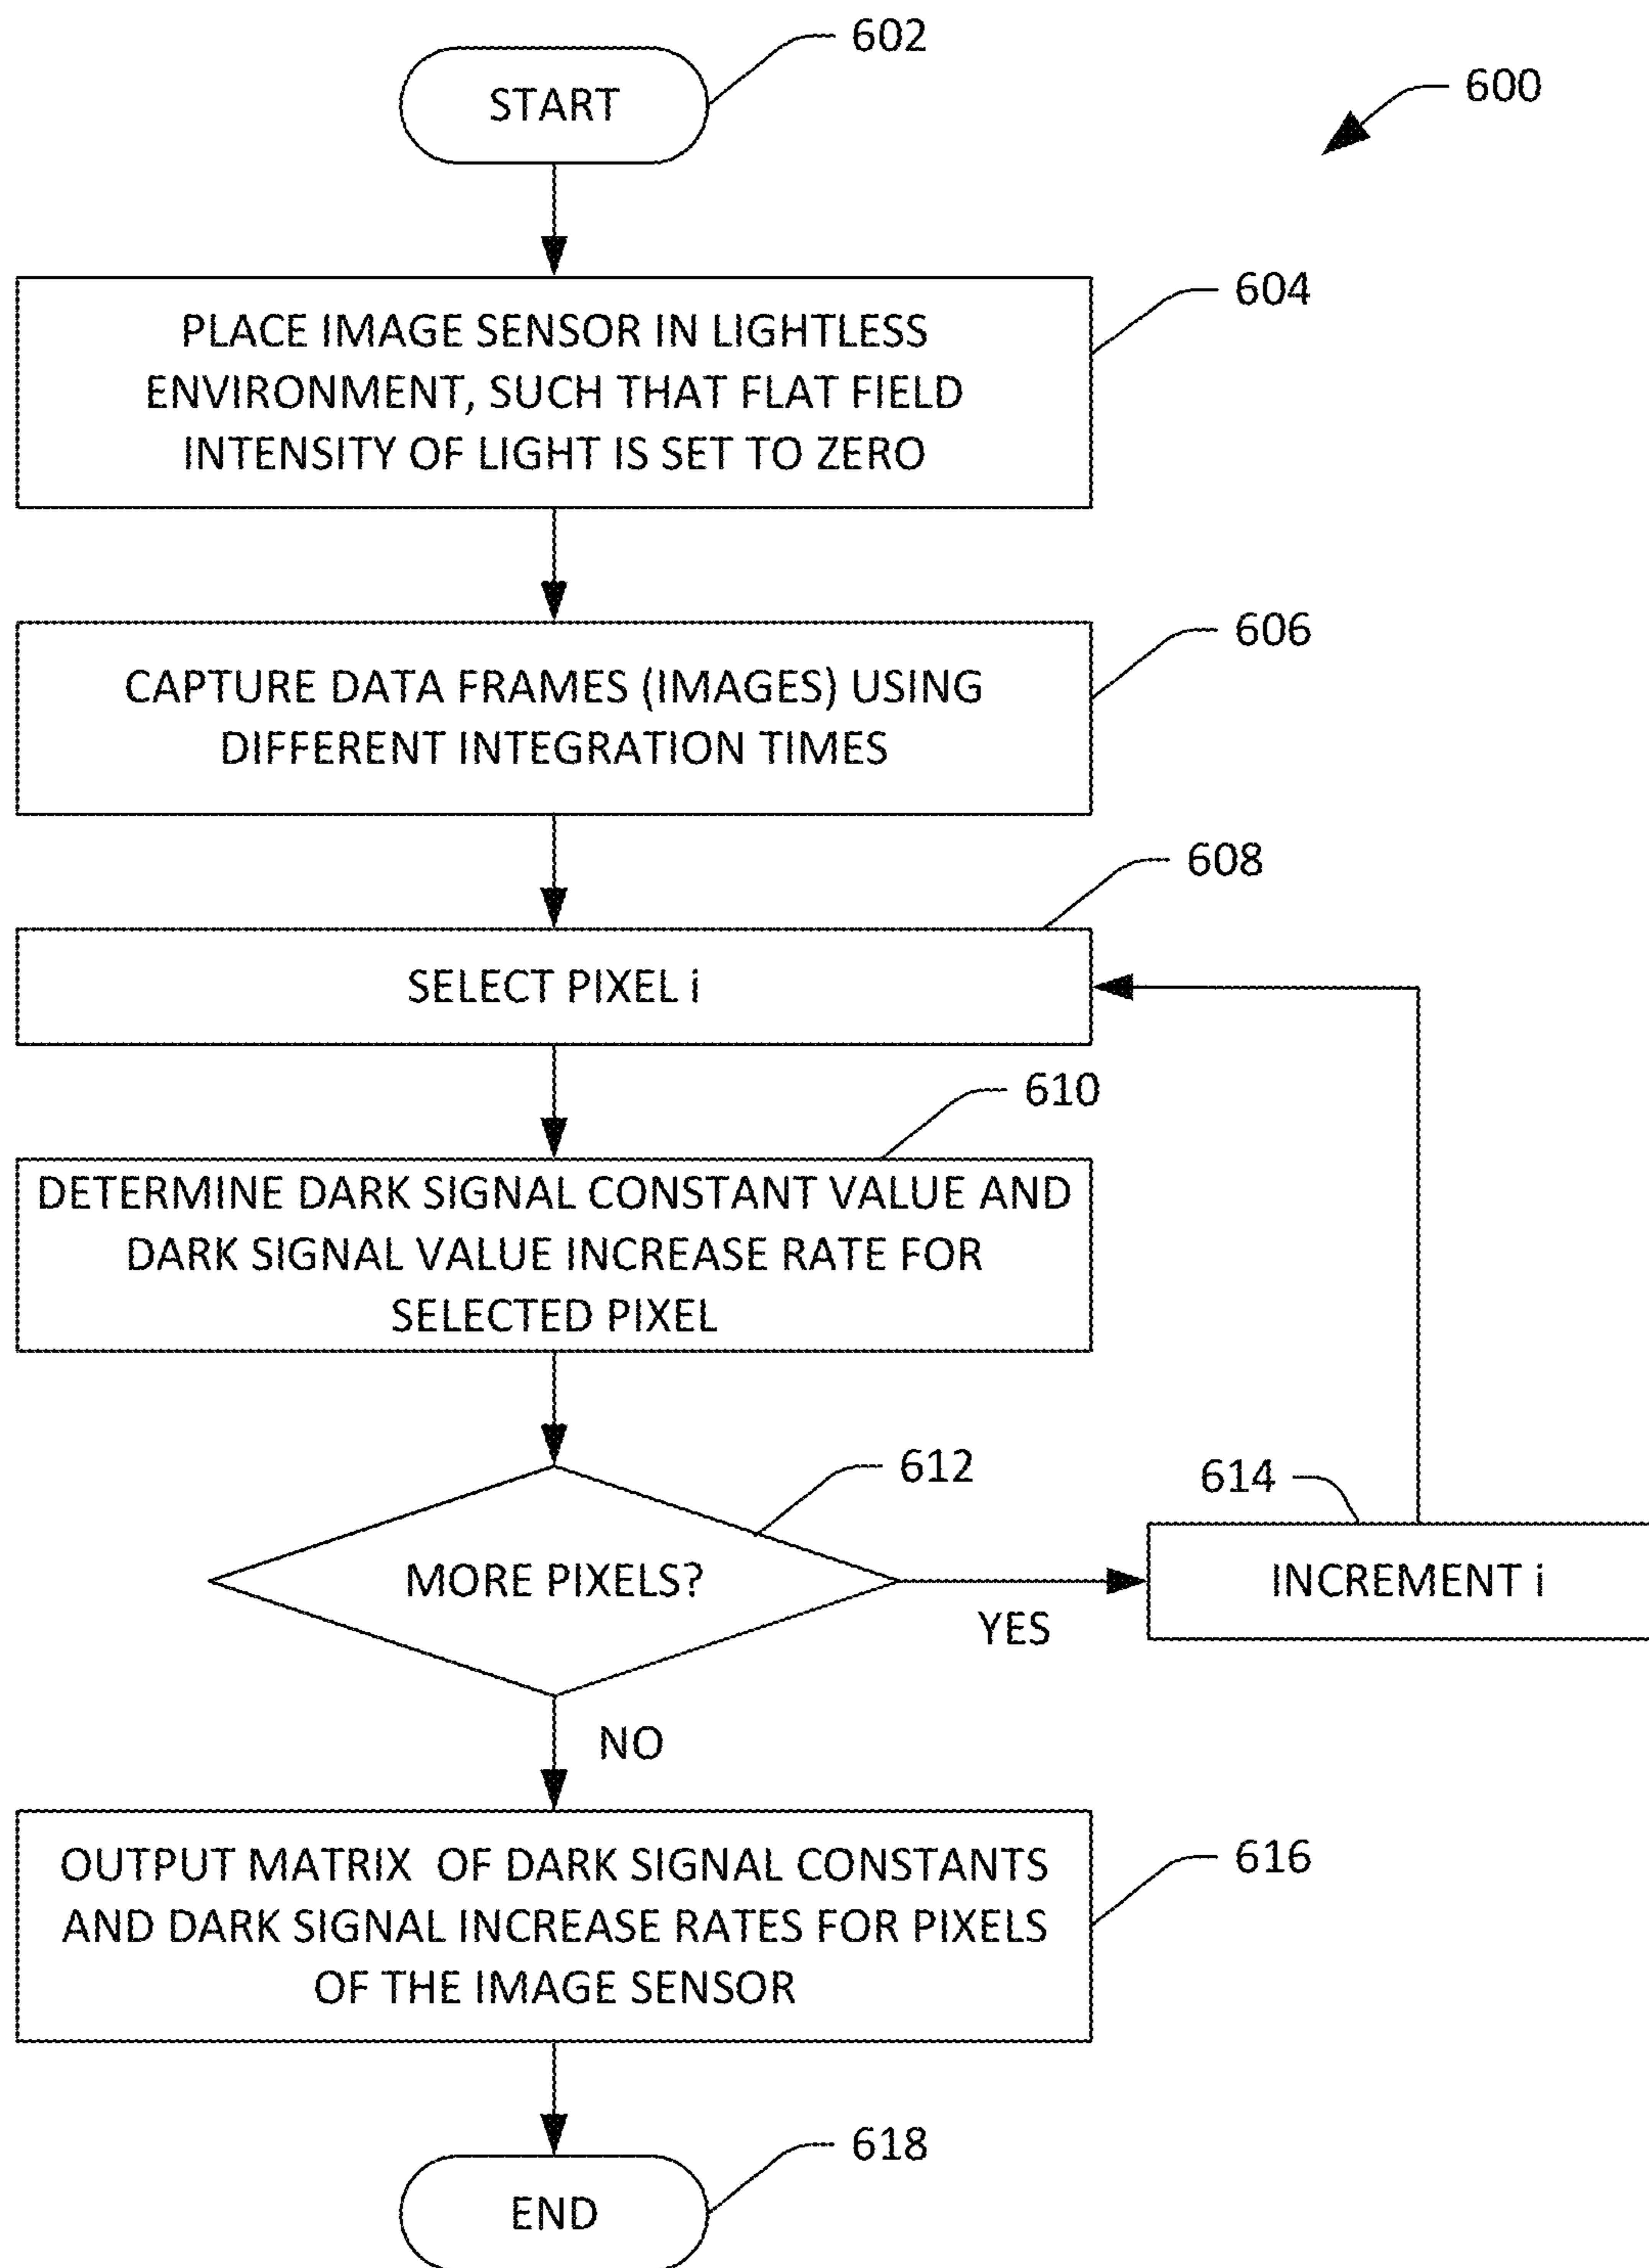 602
START
600
604
PLACE IMAGE SENSOR IN LIGHTLESS
ENVIRONMENT, SUCH THAT FLAT FIELD
INTENSITY OF LIGHT IS SET TO ZERO
606
CAPTURE DATA FRAMES (IMAGES) USING
DIFFERENT INTEGRATION TIMES
608
SELECT PIXEL i
610
DETERMINE DARK SIGNAL CONSTANT VALUE AND
DARK SIGNAL VALUE INCREASE RATE FOR
SELECTED PIXEL
612
MORE PIXELS?
YES
614
INCREMENT i
NO
616
OUTPUT MATRIX OF DARK SIGNAL CONSTANTS
AND DARK SIGNAL INCREASE RATES FOR PIXELS
OF THE IMAGE SENSOR
618
END